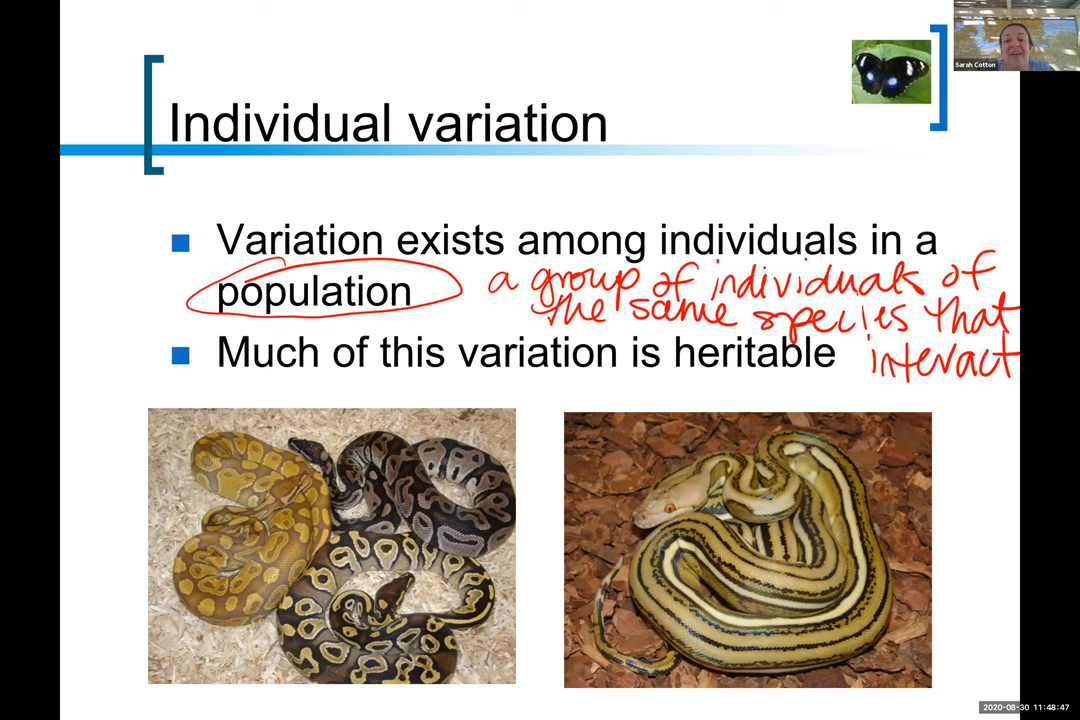 Sarah Cotton
Individual variation
Variation exists among individuals in a
population
a group of individuals of
the same species that
interact
Much of this variation is heritable
2020-08-30 11:48:47